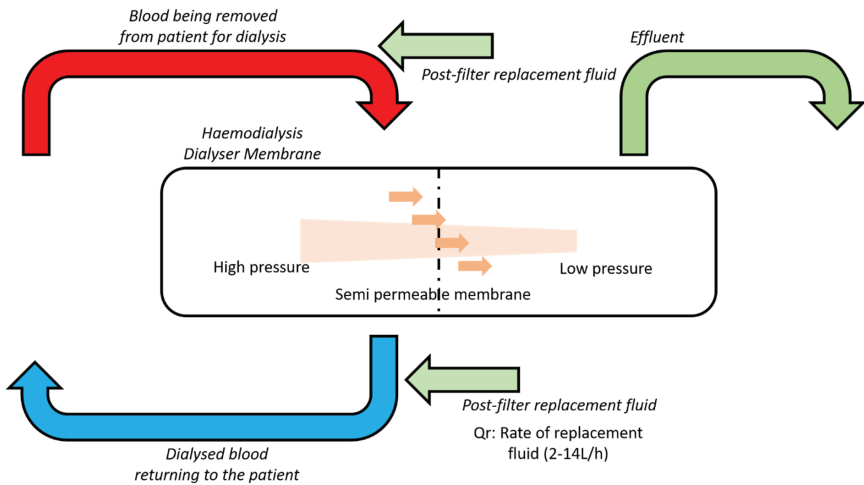 Blood being removed
from patient for dialysis
Effluent
Post-filter replacement fluid
Haemodialysis
Dialyser Membrane
High pressure
Low pressure
Semi permeable membrane
Post-filter replacement fluid
Qr: Rate of replacement
fluid (2-14L/h)
Dialysed blood
returning to the patient